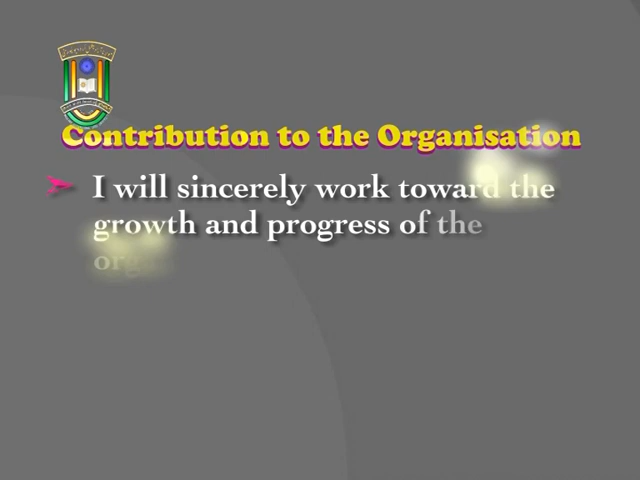 Contribution to the Organisation
I will sincerely work toward the
growth and progress of the